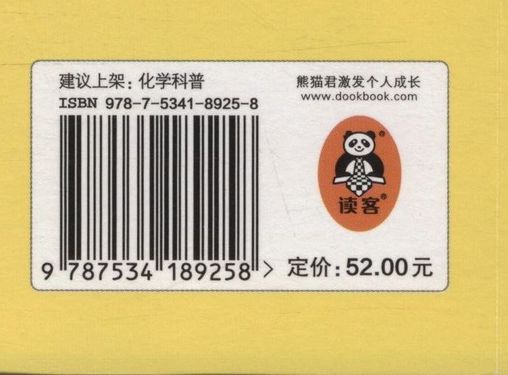 建议上架：化学科普
ISBN 978-7-5341-8925-8
9 787534 189258 >
熊猫君激发个人成长
www.dookbook.com
读客®
定价：52.00元